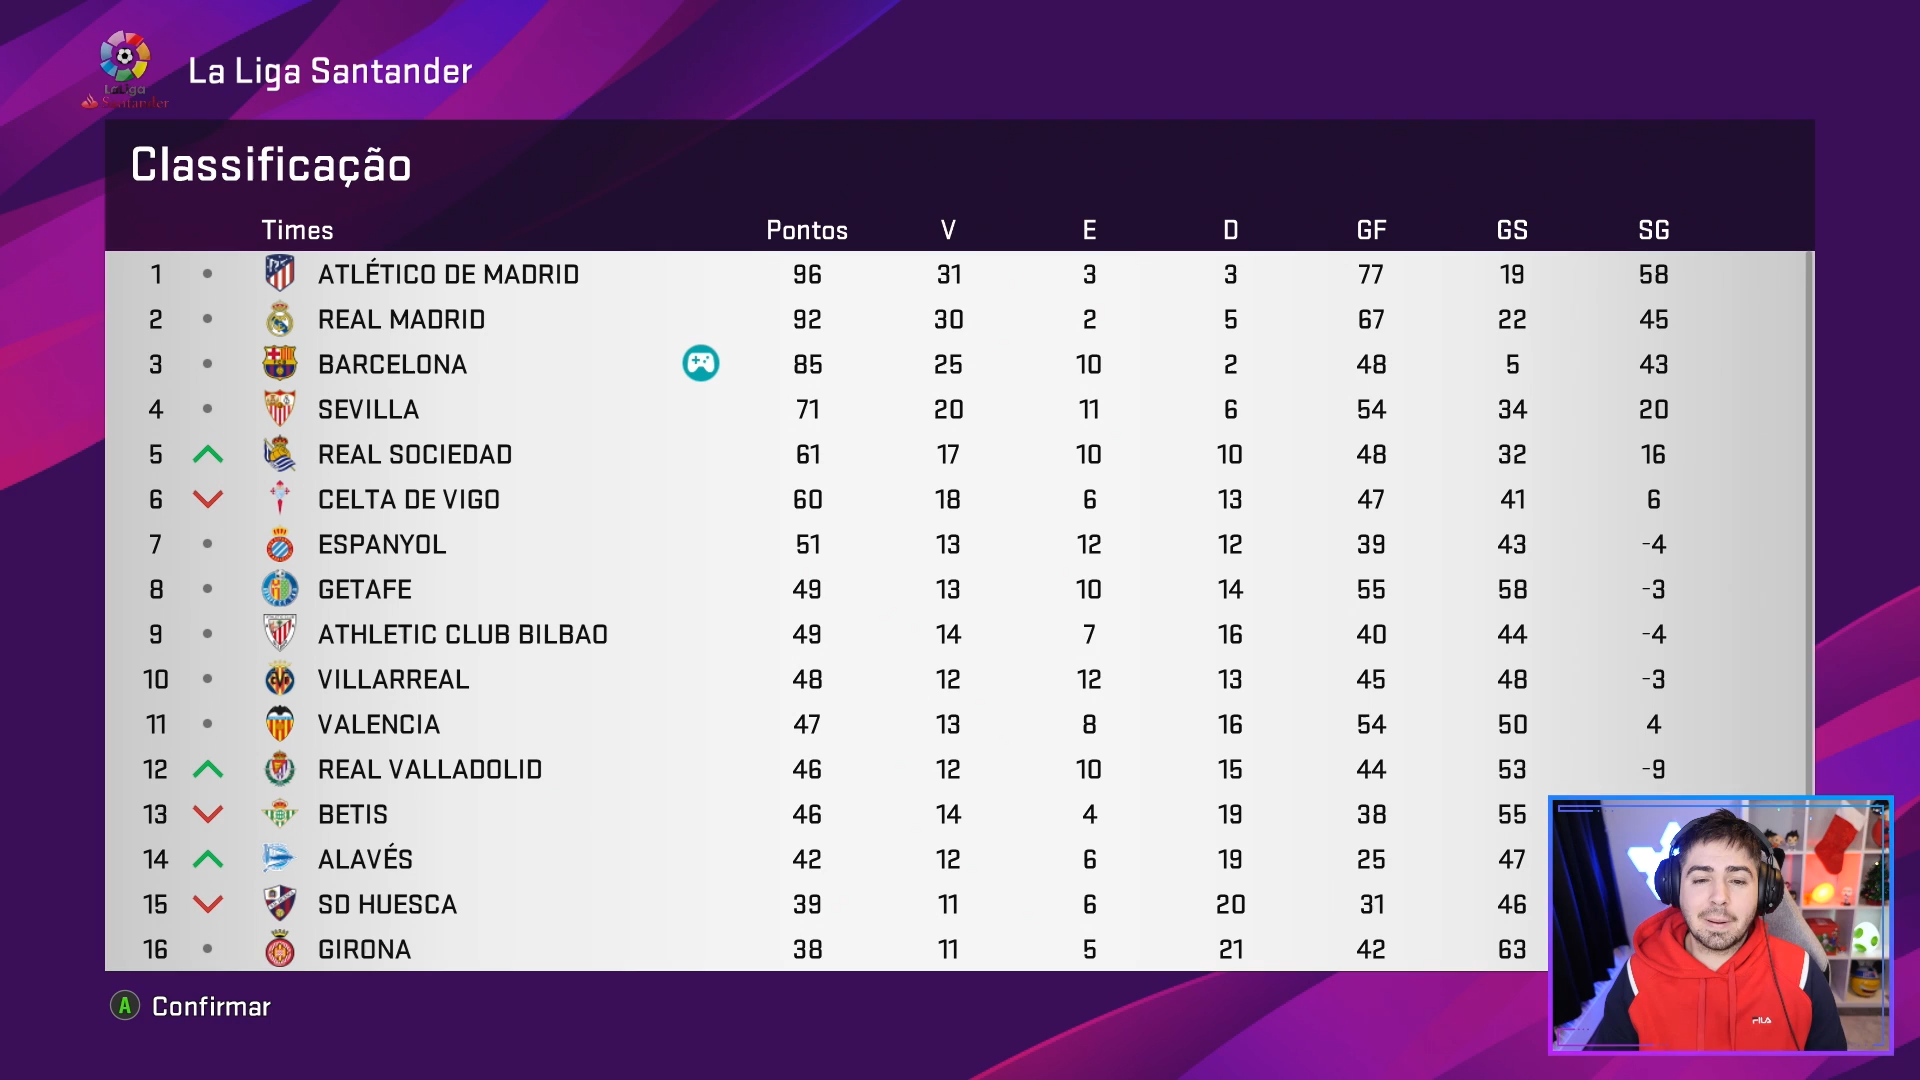 LaLiga
Santander
La Liga Santander
Classificação
Times Pontos V E D GF GS SG
1 ATLÉTICO DE MADRID 96 31 3 3 77 19 58
2 REAL MADRID 92 30 2 5 67 22 45
3 BARCELONA 85 25 10 2 48 5 43
4 SEVILLA 71 20 11 6 54 34 20
5 REAL SOCIEDAD 61 17 10 10 48 32 16
6 CELTA DE VIGO 60 18 6 13 47 41 6
7 ESPANYOL 51 13 12 12 39 43 -4
8 GETAFE 49 13 10 14 55 58 -3
9 ATHLETIC CLUB BILBAO 49 14 7 16 40 44 -4
10 VILLARREAL 48 12 12 13 45 48 -3
11 VALENCIA 47 13 8 16 54 50 4
12 REAL VALLADOLID 46 12 10 15 44 53 -9
13 BETIS 46 14 4 19 38 55
14 ALAVÉS 42 12 6 19 25 47
15 SD HUESCA 39 11 6 20 31 46
16 GIRONA 38 11 5 21 42 63
A Confirmar
FILA